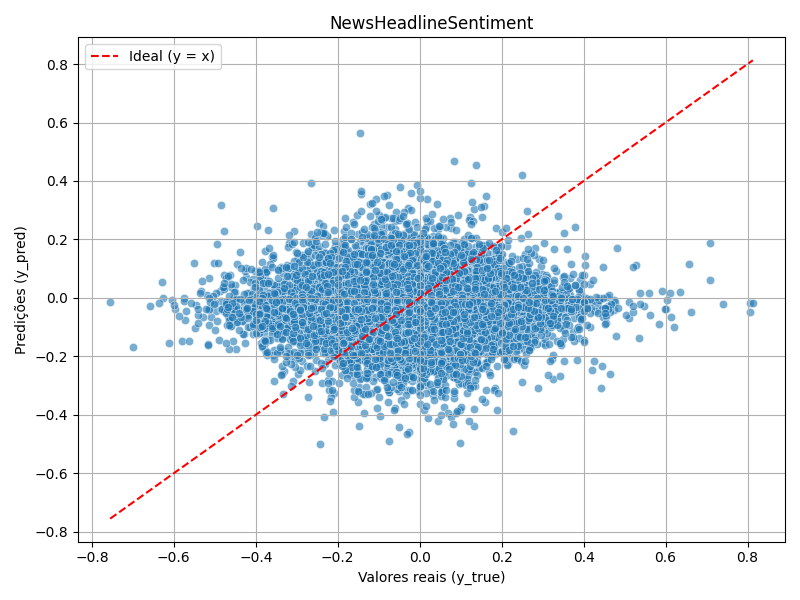 NewsHeadlineSentiment
Ideal (y = x)
0.8
0.6
0.4
0.2
0.0
−0.2
−0.4
−0.6
−0.8
Predições (y_pred)
−0.8 −0.6 −0.4 −0.2 0.0 0.2 0.4 0.6 0.8
Valores reais (y_true)